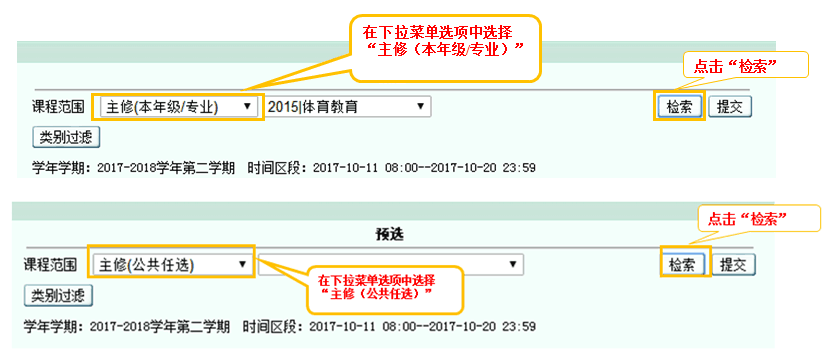 在下拉菜单选项中选择
“主修（本年级/专业）”
点击“检索”
课程范围 主修(本年级/专业) 2015|体育教育 检索 提交
类别过滤
学年学期：2017-2018学年第二学期 时间区段：2017-10-11 08:00--2017-10-20 23:59
点击“检索”
预选
课程范围 主修(公共任选) 检索 提交
在下拉菜单选项中选择
“主修（公共任选）”
类别过滤
学年学期：2017-2018学年第二学期 时间区段：2017-10-11 08:00--2017-10-20 23:59